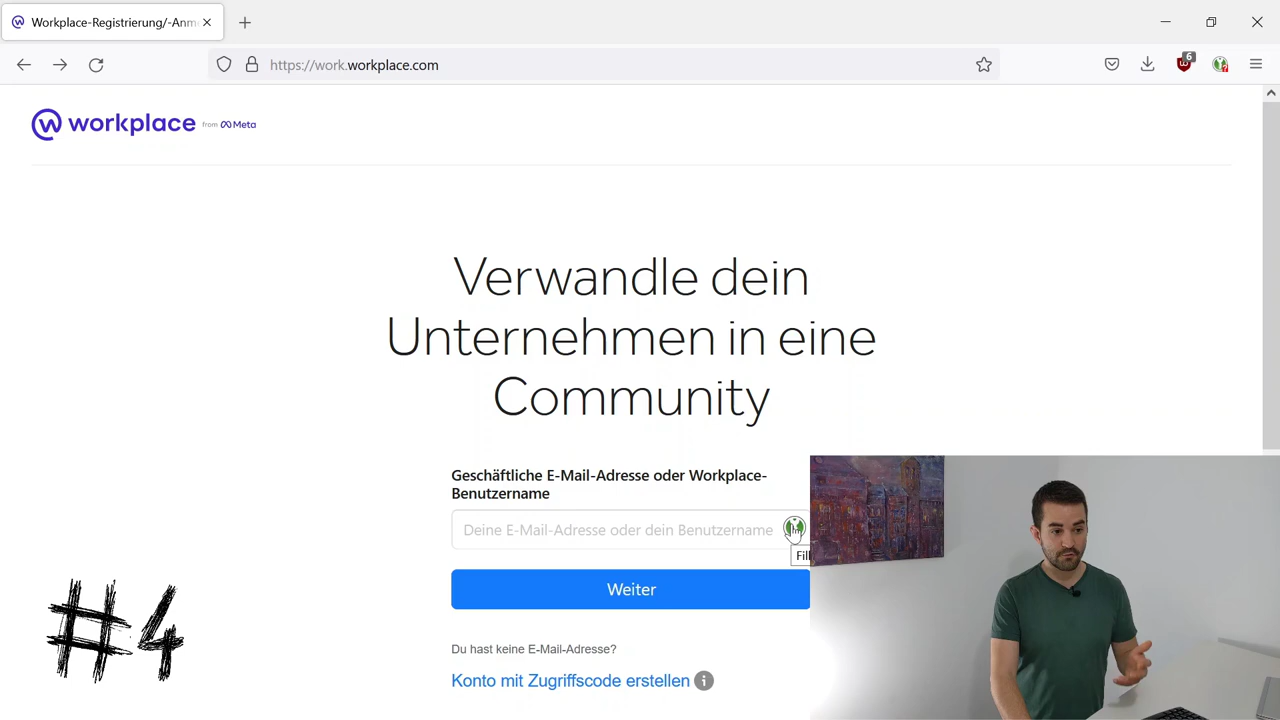 Workplace-Registrierung/-Anm
https://work.workplace.com
6
workplace from Meta
Verwandle dein
Unternehmen in eine
Community
Geschäftliche E-Mail-Adresse oder Workplace-
Benutzername
Deine E-Mail-Adresse oder dein Benutzername
Fill
Weiter
Du hast keine E-Mail-Adresse?
Konto mit Zugriffscode erstellen
#4